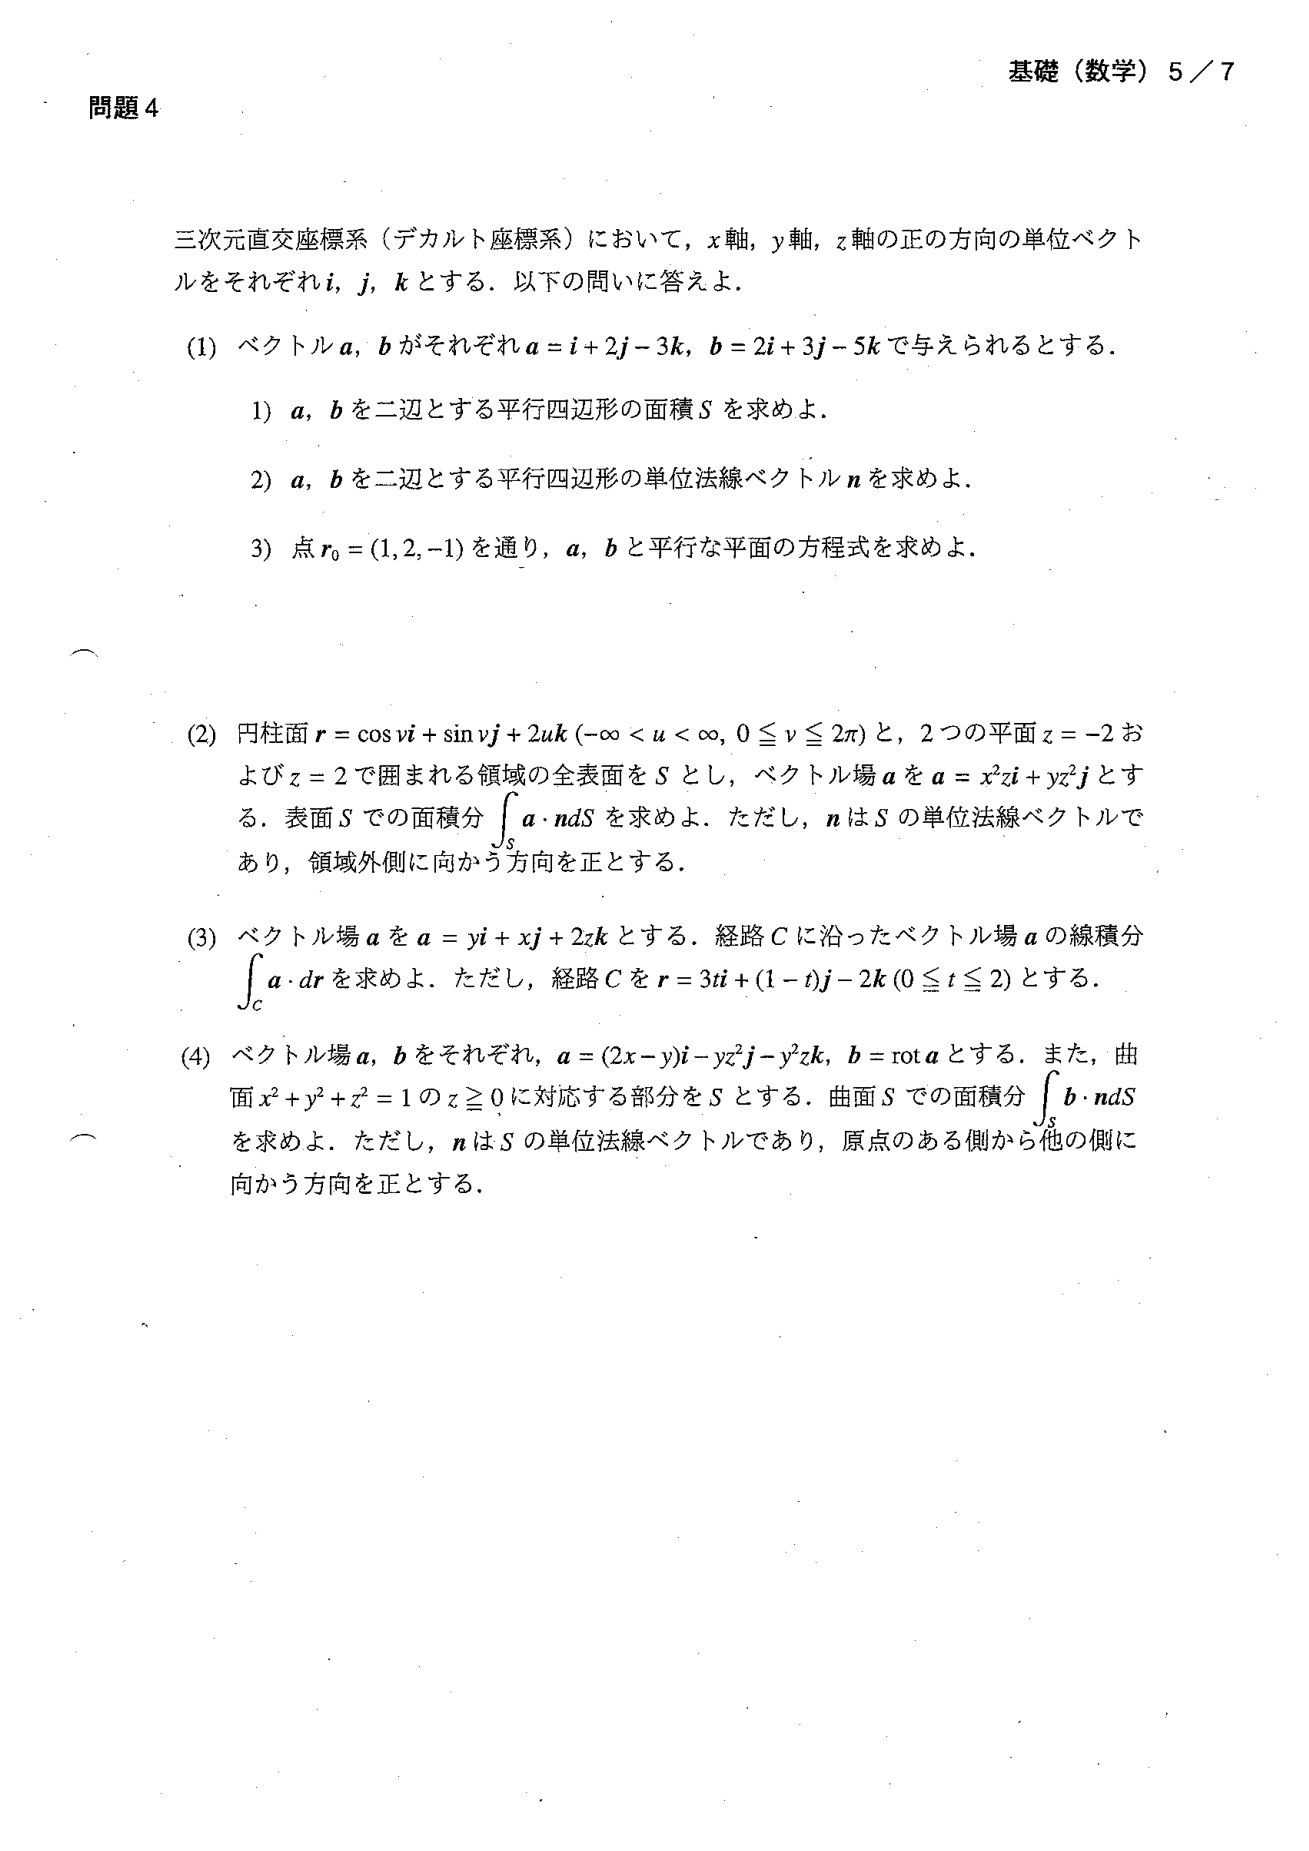 基礎（数学） 5／7
問題4
三次元直交座標系（デカルト座標系）において，x軸，y軸，z軸の正の方向の単位ベクト
ルをそれぞれi，j，kとする．以下の問いに答えよ．
(1) ベクトルa，bがそれぞれa = i + 2j − 3k，b = 2i + 3j − 5kで与えられるとする．
1) a，bを二辺とする平行四辺形の面積Sを求めよ．
2) a，bを二辺とする平行四辺形の単位法線ベクトルnを求めよ．
3) 点r₀ = (1, 2, −1)を通り，a，bと平行な平面の方程式を求めよ．
(2) 円柱面r = cos vi + sin vj + 2uk (−∞ < u < ∞, 0 ≦ v ≦ 2π)と，2つの平面z = −2お
よびz = 2で囲まれる領域の全表面をSとし，ベクトル場aをa = x²zi + yz²jとす
る．表面Sでの面積分∫_S a · ndSを求めよ．ただし，nはSの単位法線ベクトルで
あり，領域外側に向かう方向を正とする．
(3) ベクトル場aをa = yi + xj + 2zkとする．経路Cに沿ったベクトル場aの線積分
∫_C a · drを求めよ．ただし，経路Cをr = 3ti + (1 − t)j − 2k (0 ≦ t ≦ 2)とする．
(4) ベクトル場a，bをそれぞれ，a = (2x − y)i − yz²j − y²zk，b = rot aとする．また，曲
面x² + y² + z² = 1のz ≧ 0に対応する部分をSとする．曲面Sでの面積分∫_S b · ndS
を求めよ．ただし，nはSの単位法線ベクトルであり，原点のある側から他の側に
向かう方向を正とする．